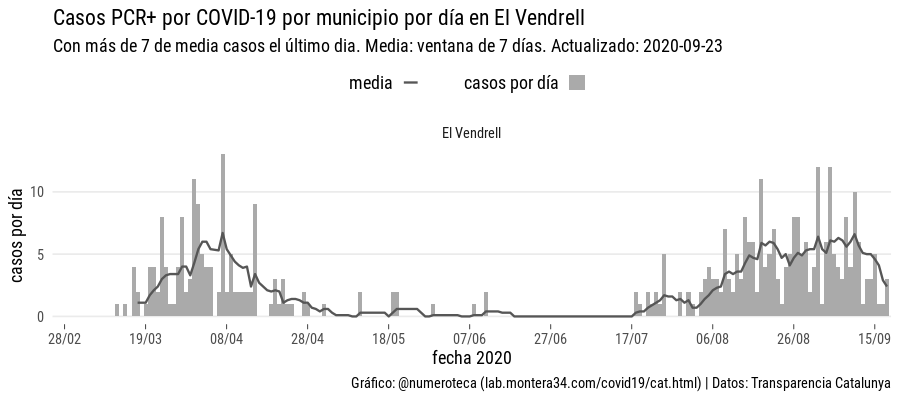 Casos PCR+ por COVID-19 por municipio por día en El Vendrell
Con más de 7 de media casos el último dia. Media: ventana de 7 días. Actualizado: 2020-09-23
media casos por día
El Vendrell
casos por día
10
5
0
28/02 19/03 08/04 28/04 18/05 07/06 27/06 17/07 06/08 26/08 15/09
fecha 2020
Gráfico: @numeroteca (lab.montera34.com/covid19/cat.html) | Datos: Transparencia Catalunya